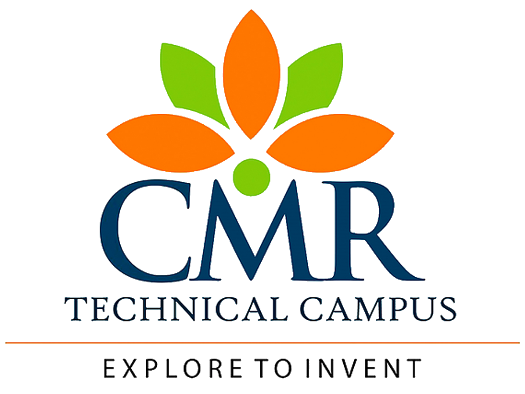 CMR
TECHNICAL CAMPUS
EXPLORE TO INVENT